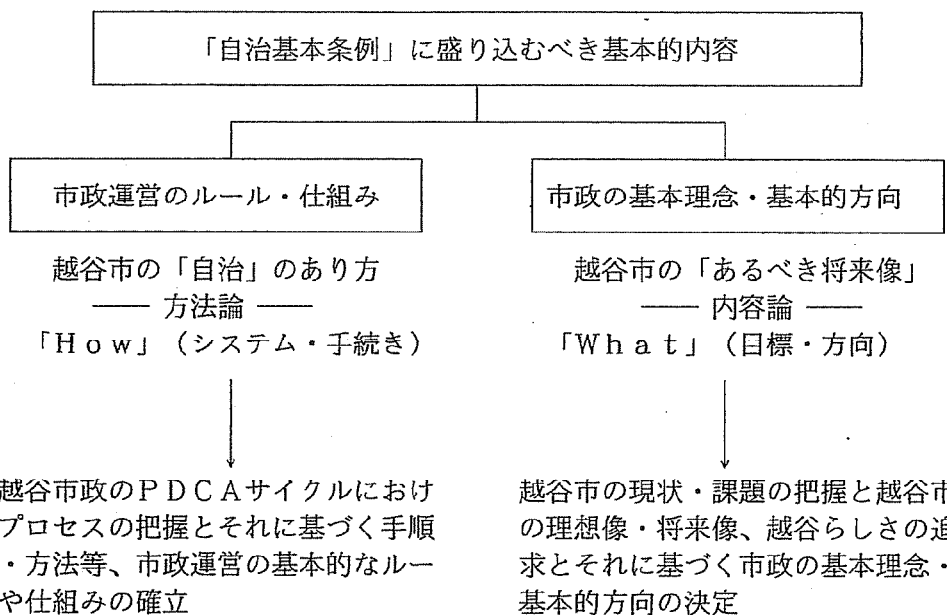 「自治基本条例」に盛り込むべき基本的内容
市政運営のルール・仕組み
越谷市の「自治」のあり方
── 方法論 ──
「Ｈｏｗ」（システム・手続き）
越谷市政のＰＤＣＡサイクルにおけ
プロセスの把握とそれに基づく手順
・方法等、市政運営の基本的なルー
や仕組みの確立
市政の基本理念・基本的方向
越谷市の「あるべき将来像」
── 内容論 ──
「Ｗｈａｔ」（目標・方向）
越谷市の現状・課題の把握と越谷市
の理想像・将来像、越谷らしさの追
求とそれに基づく市政の基本理念・
基本的方向の決定